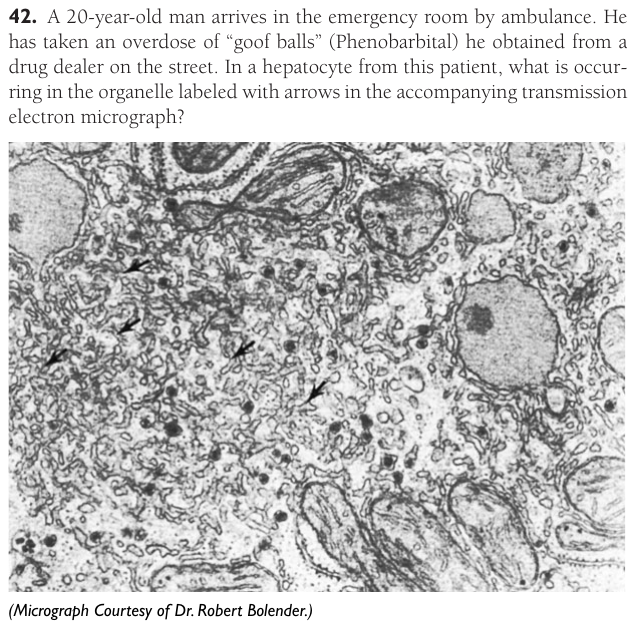 42. A 20-year-old man arrives in the emergency room by ambulance. He
has taken an overdose of “goof balls” (Phenobarbital) he obtained from a
drug dealer on the street. In a hepatocyte from this patient, what is occur-
ring in the organelle labeled with arrows in the accompanying transmission
electron micrograph?
(Micrograph Courtesy of Dr. Robert Bolender.)